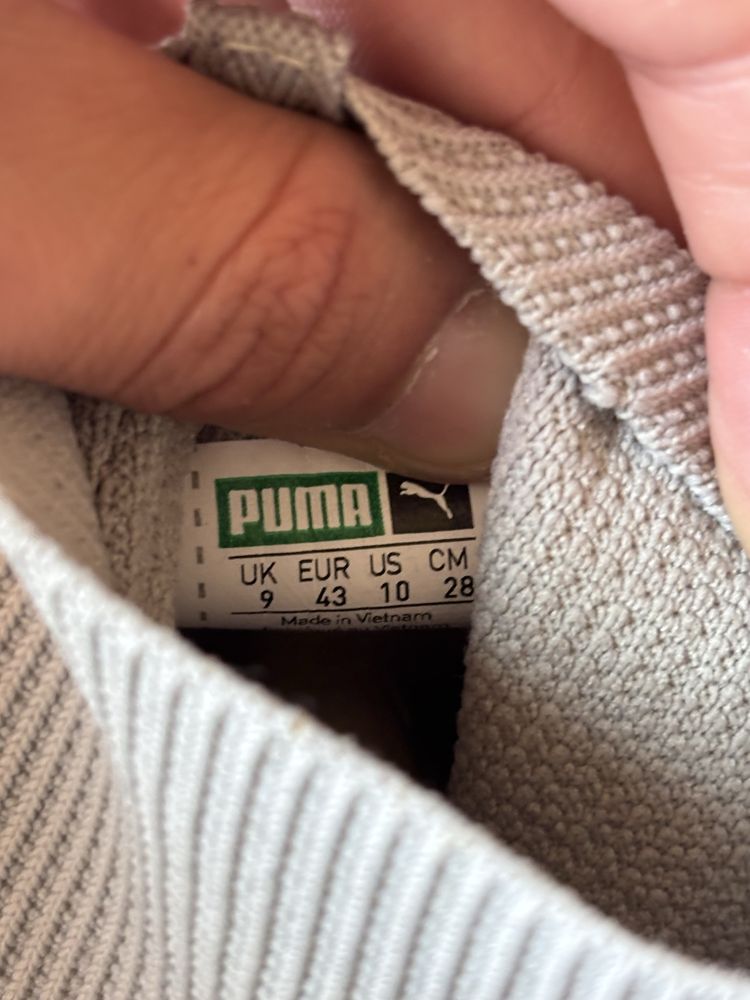 PUMA
UK EUR US CM
9 43 10 28
Made in Vietnam